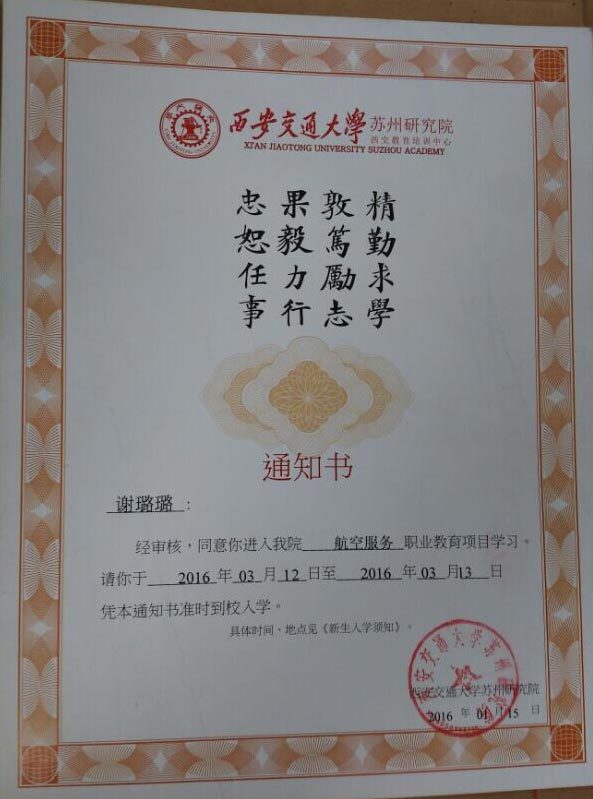 西安交通大學 苏州研究院
西交教育培训中心
XI'AN JIAOTONG UNIVERSITY SUZHOU ACADEMY
精勤求學
敦篤勵志
果毅力行
忠恕任事
通知书
谢璐璐：
经审核，同意你进入我院 航空服务 职业教育项目学习。
请你于 2016 年 03 月 12 日至 2016 年 03 月 13 日
凭本通知书准时到校入学。
具体时间、地点见《新生入学须知》。
西安交通大学苏州研究院
2016 年 01 月 15 日